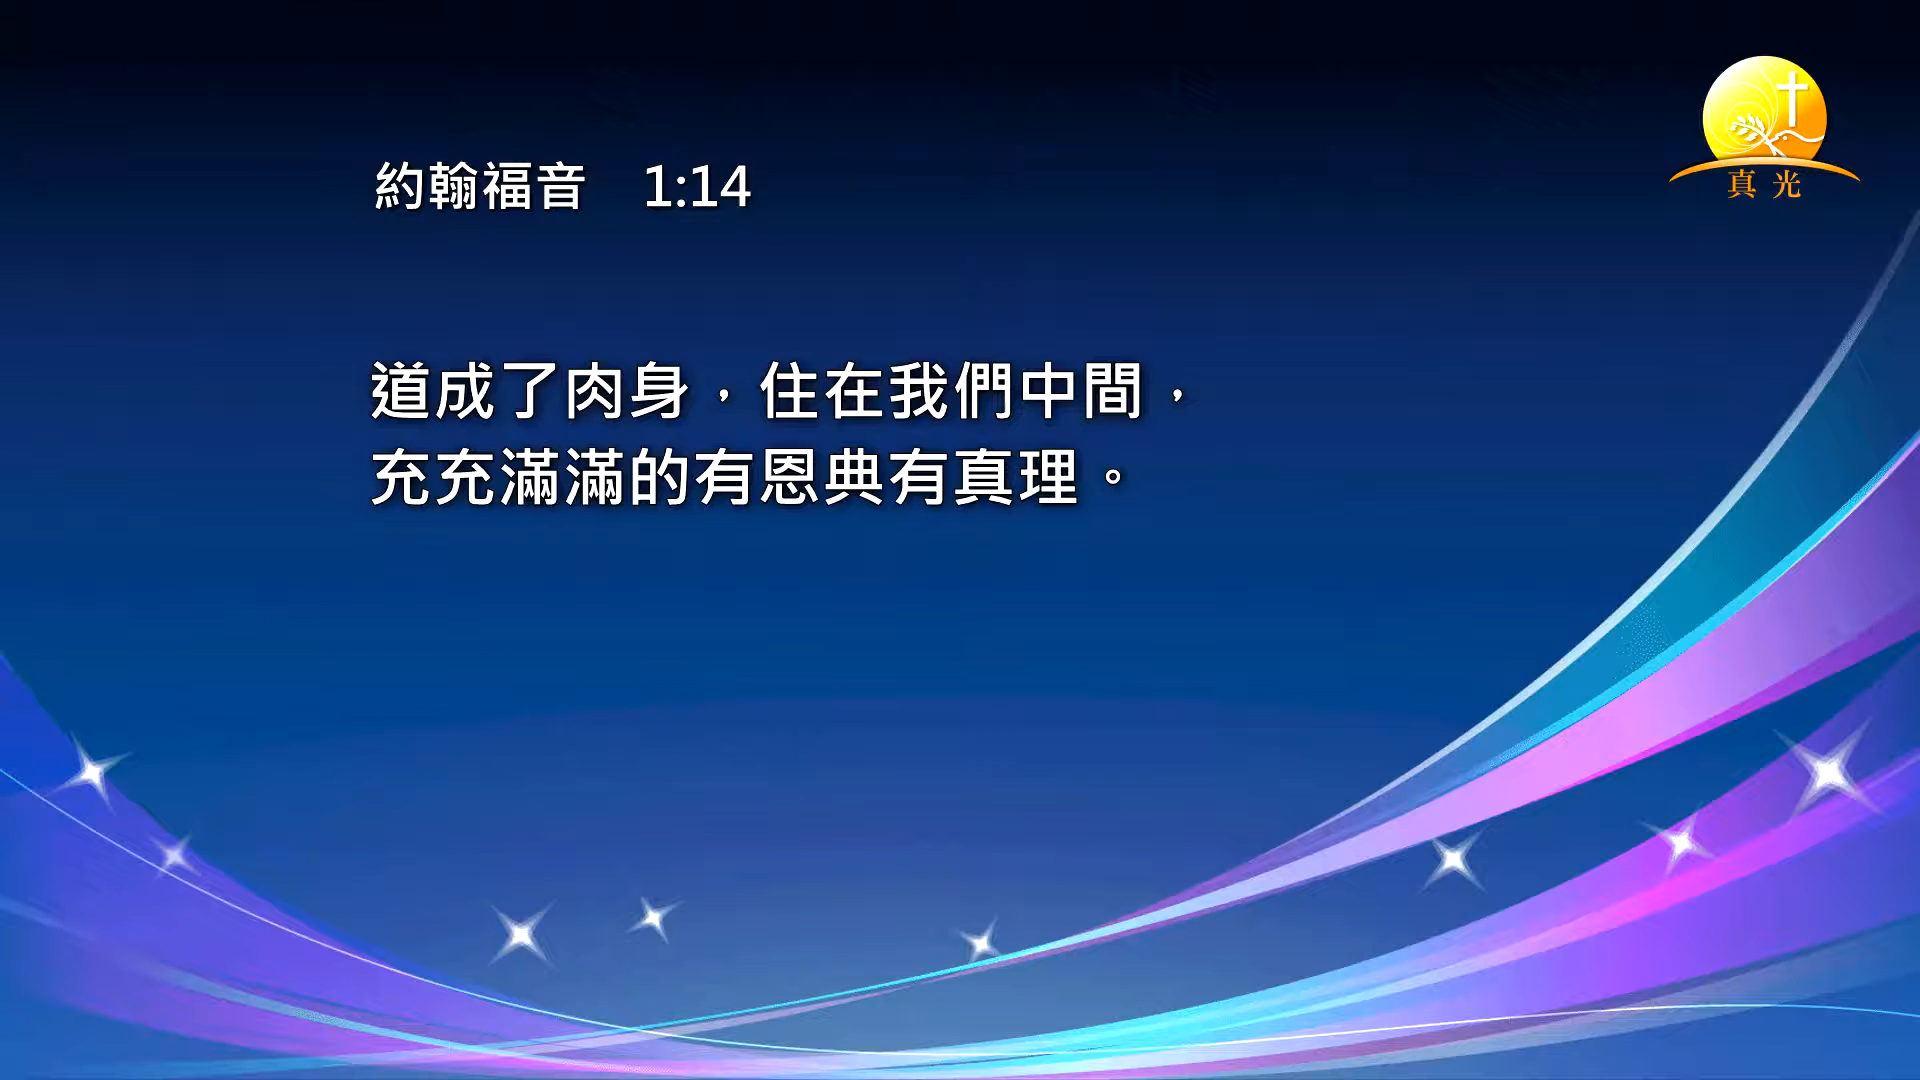 真光
約翰福音 1:14
道成了肉身，住在我們中間，
充充滿滿的有恩典有真理。